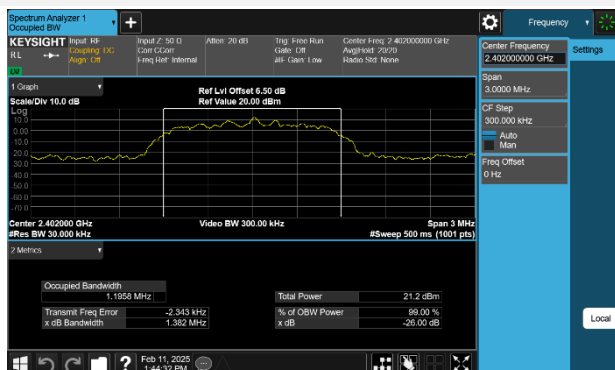 Spectrum Analyzer 1
Occupied BW
+
Frequency
KEYSIGHT
RL
Input: RF
Coupling: DC
Align: Off
Input Z: 50 Ω
Corr CCorr
Freq Ref: Internal
Atten: 20 dB
Trig: Free Run
Gate: Off
#IF Gain: Low
Center Freq: 2.402000000 GHz
Avg|Hold: 20/20
Radio Std: None
Center Frequency
2.402000000 GHz
Settings
Span
3.0000 MHz
CF Step
300.000 kHz
Auto
Man
Freq Offset
0 Hz
Local
1 Graph
Scale/Div 10.0 dB
Ref Lvl Offset 6.50 dB
Ref Value 20.00 dBm
Log
10.0
0.00
-10.0
-20.0
-30.0
-40.0
-50.0
-60.0
-70.0
Center 2.402000 GHz
#Res BW 30.000 kHz
Video BW 300.00 kHz
Span 3 MHz
#Sweep 500 ms (1001 pts)
2 Metrics
Occupied Bandwidth
1.1958 MHz
Total Power
21.2 dBm
Transmit Freq Error
-2.343 kHz
% of OBW Power
99.00 %
x dB Bandwidth
1.382 MHz
x dB
-26.00 dB
?
Feb 11, 2025
1:44:32 PM